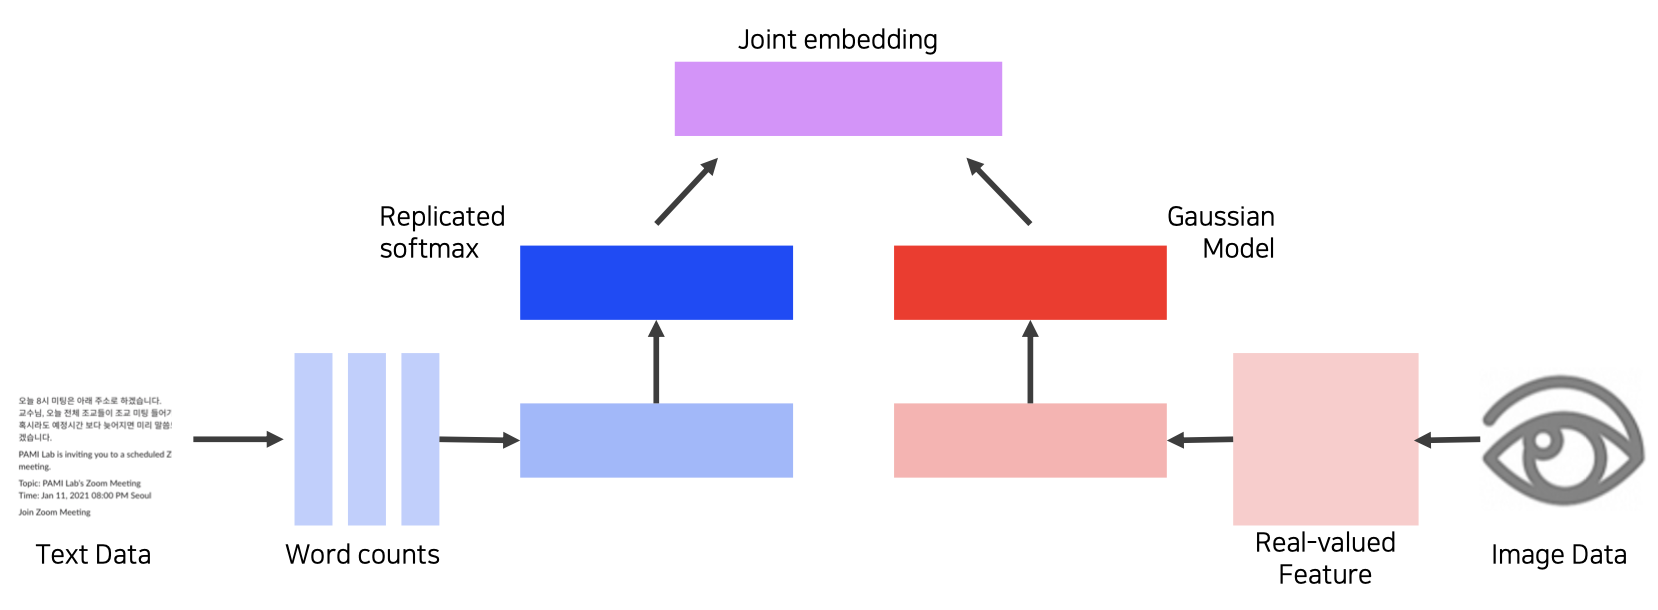 Joint embedding
Replicated
softmax
Gaussian
Model
오늘 8시 미팅은 아래 주소로 하겠습니다.
교수님, 오늘 전체 조교들이 조교 미팅 들어가
혹시라도 예정시간 보다 늦어지면 미리 말씀
겠습니다.
PAMI Lab is inviting you to a scheduled Z
meeting.
Topic: PAMI Lab's Zoom Meeting
Time: Jan 11, 2021 08:00 PM Seoul
Join Zoom Meeting
Text Data
Word counts
Real-valued
Feature
Image Data